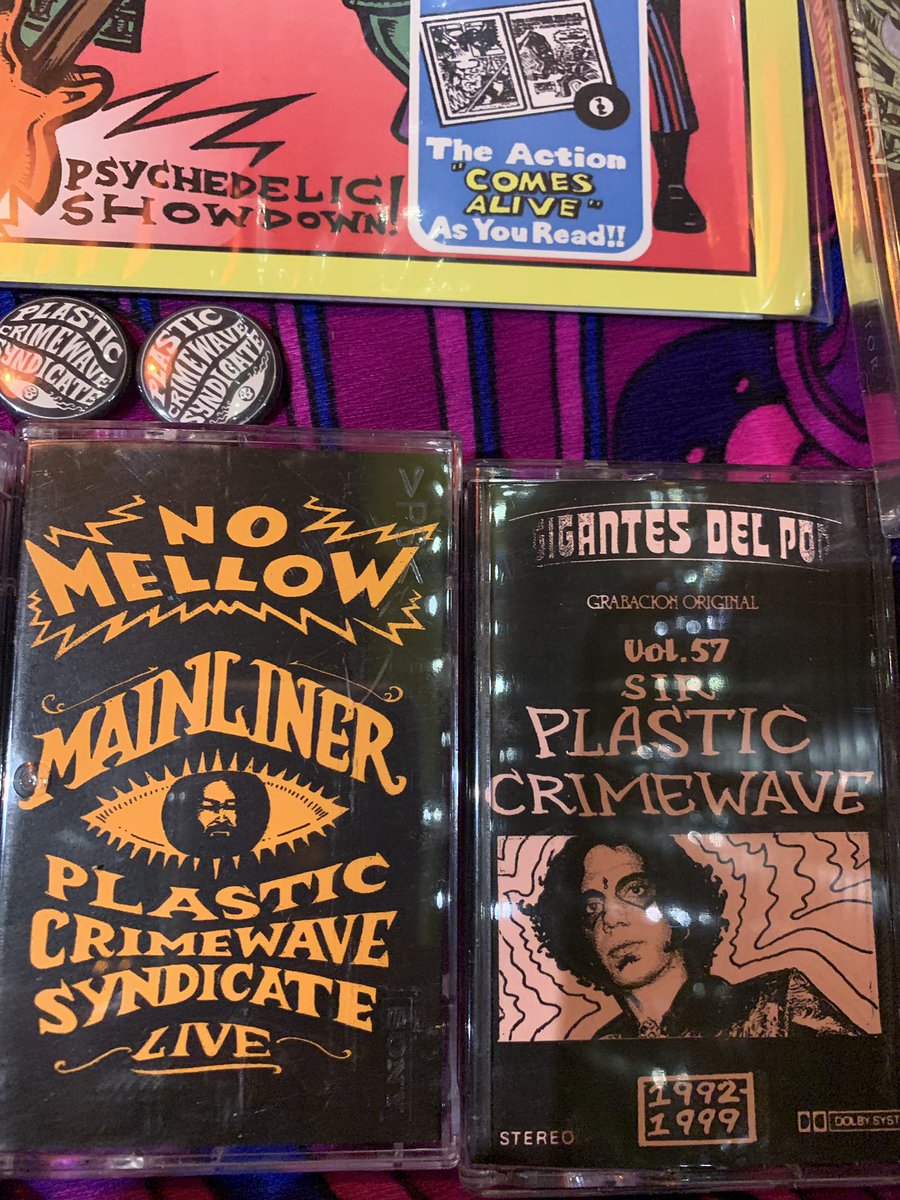 PSYCHEDELIC!
SHOWDOWN!
The Action
"COMES
ALIVE"
As You Read!!
PLASTIC
CRIMEWAVE
SYNDICATE
PLASTIC
CRIMEWAVE
SYNDICATE
NO
MELLOW
MAINLINER
PLASTIC
CRIMEWAVE
SYNDICATE
LIVE
GIGANTES DEL POP
GRABACION ORIGINAL
Vol.57
SIR
PLASTIC
CRIMEWAVE
1992
1999
STEREO
DOLBY SYST